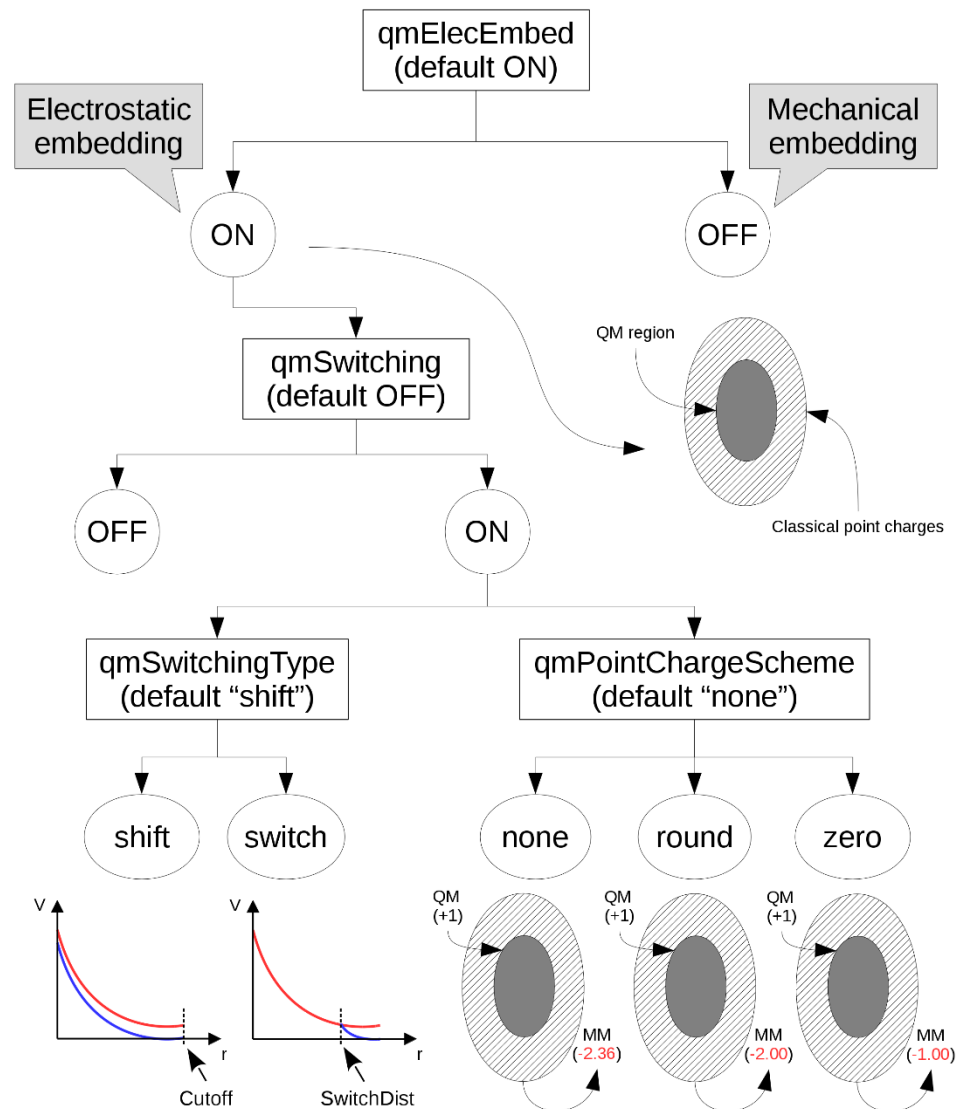 qmElecEmbed
(default ON)
Electrostatic
embedding
Mechanical
embedding
ON
OFF
qmSwitching
(default OFF)
QM region
Classical point charges
OFF
ON
qmSwitchingType
(default “shift”)
qmPointChargeScheme
(default “none”)
shift
switch
none
round
zero
V
r
Cutoff
V
r
SwitchDist
QM
(+1)
MM
(-2.36)
QM
(+1)
MM
(-2.00)
QM
(+1)
MM
(-1.00)